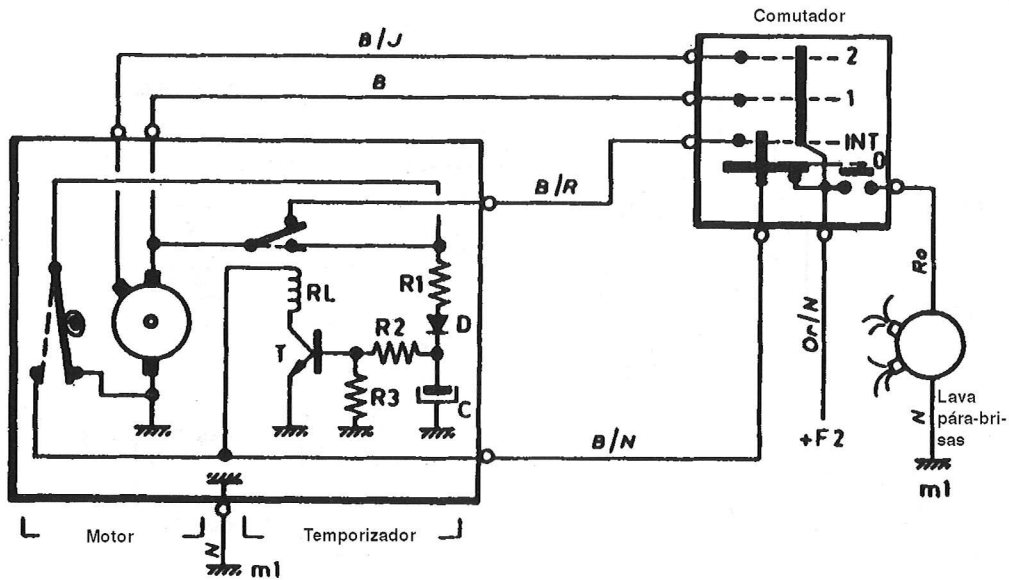 Comutador
B/J
2
B
1
INT
0
B/R
Ro
RL
R1
D
R2
T
R3
C
Or/N
+F2
Lava
pára-bri-
sas
N
m1
B/N
Motor
Temporizador
N
m1